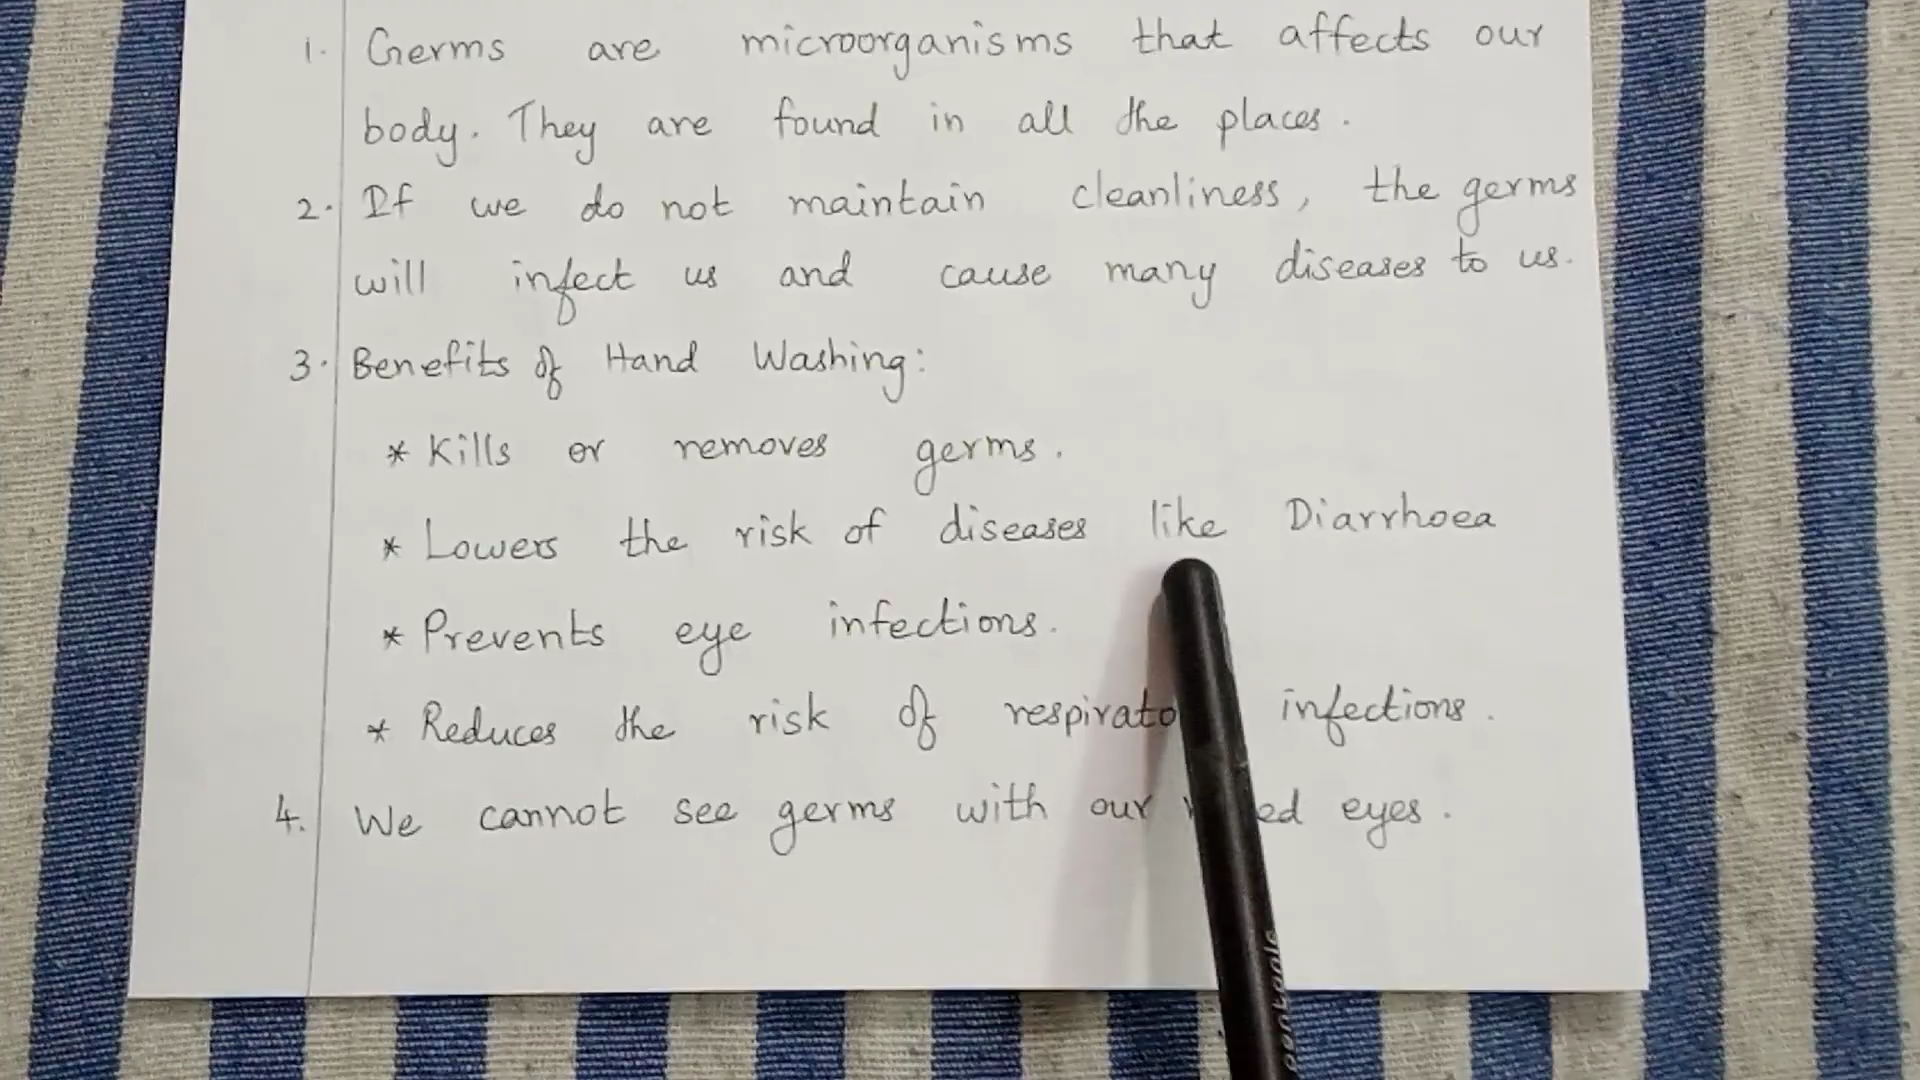 1. Germs are microorganisms that affects our
body. They are found in all the places.
2. If we do not maintain cleanliness, the germs
will infect us and cause many diseases to us.
3. Benefits of Hand Washing:
* Kills or removes germs.
* Lowers the risk of diseases like Diarrhoea
* Prevents eye infections.
* Reduces the risk of respirato infections.
4. We cannot see germs with our eyes.